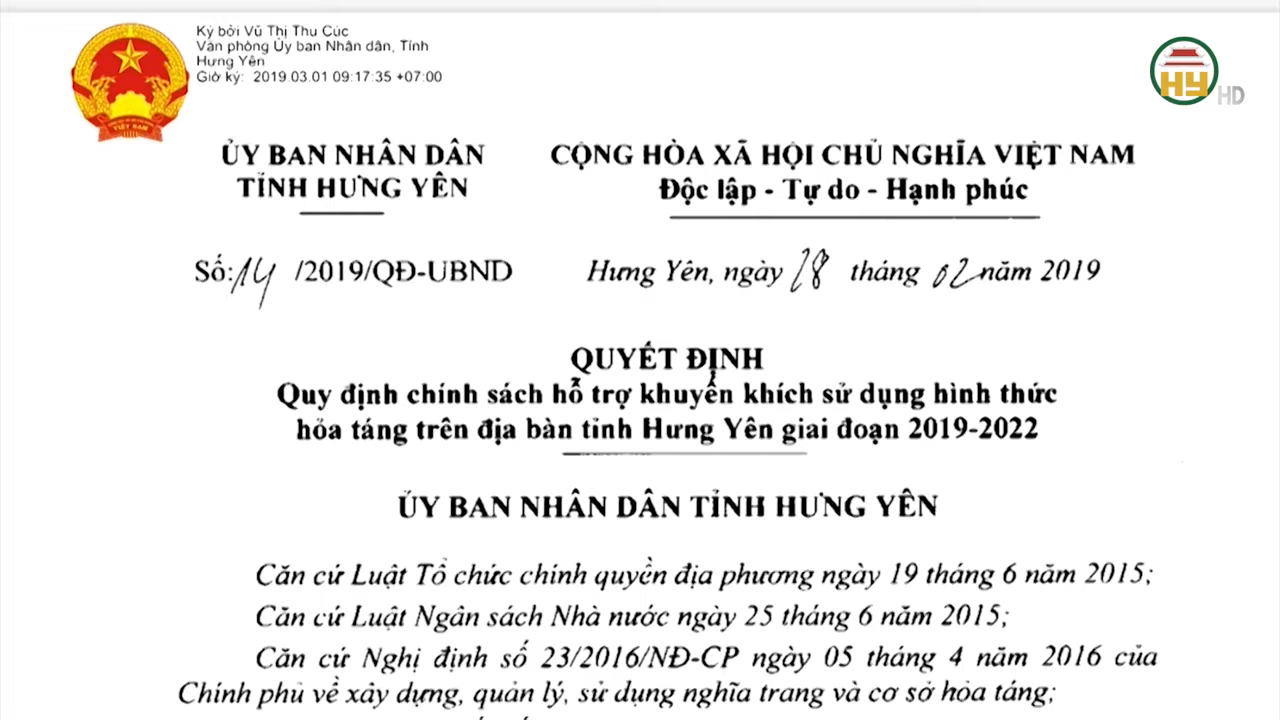 Ký bởi Vũ Thị Thu Cúc
Văn phòng Ủy ban Nhân dân, Tỉnh
Hưng Yên
Giờ ký: 2019.03.01 09:17:35 +07:00
VIỆT NAM
HY HD
ỦY BAN NHÂN DÂN
TỈNH HƯNG YÊN
CỘNG HÒA XÃ HỘI CHỦ NGHĨA VIỆT NAM
Độc lập - Tự do - Hạnh phúc
Số:14 /2019/QĐ-UBND
Hưng Yên, ngày 28 tháng 02 năm 2019
QUYẾT ĐỊNH
Quy định chính sách hỗ trợ khuyến khích sử dụng hình thức
hỏa táng trên địa bàn tỉnh Hưng Yên giai đoạn 2019-2022
ỦY BAN NHÂN DÂN TỈNH HƯNG YÊN
Căn cứ Luật Tổ chức chính quyền địa phương ngày 19 tháng 6 năm 2015;
Căn cứ Luật Ngân sách Nhà nước ngày 25 tháng 6 năm 2015;
Căn cứ Nghị định số 23/2016/NĐ-CP ngày 05 tháng 4 năm 2016 của
Chính phủ về xây dựng, quản lý, sử dụng nghĩa trang và cơ sở hỏa táng;